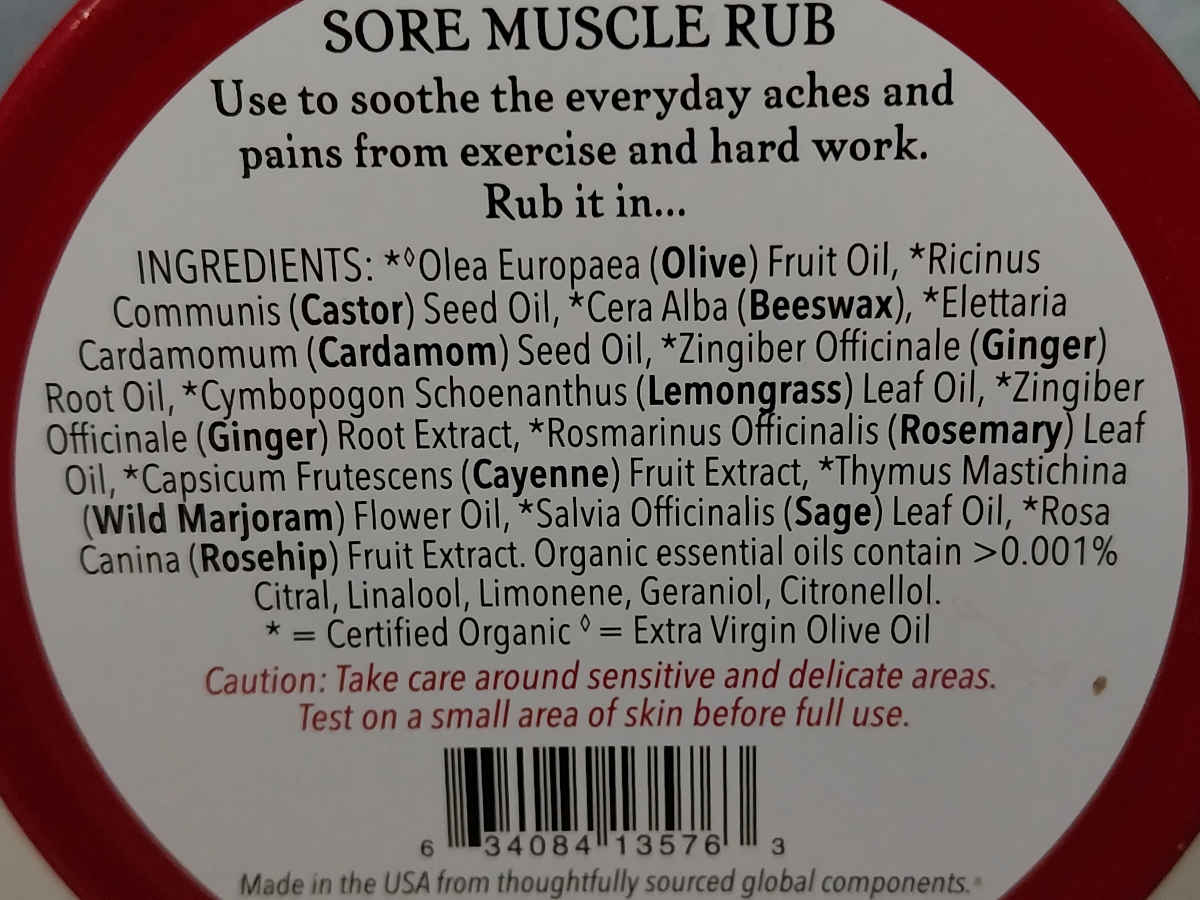 SORE MUSCLE RUB
Use to soothe the everyday aches and
pains from exercise and hard work.
Rub it in...
INGREDIENTS: *◊Olea Europaea (Olive) Fruit Oil, *Ricinus
Communis (Castor) Seed Oil, *Cera Alba (Beeswax), *Elettaria
Cardamomum (Cardamom) Seed Oil, *Zingiber Officinale (Ginger)
Root Oil, *Cymbopogon Schoenanthus (Lemongrass) Leaf Oil, *Zingiber
Officinale (Ginger) Root Extract, *Rosmarinus Officinalis (Rosemary) Leaf
Oil, *Capsicum Frutescens (Cayenne) Fruit Extract, *Thymus Mastichina
(Wild Marjoram) Flower Oil, *Salvia Officinalis (Sage) Leaf Oil, *Rosa
Canina (Rosehip) Fruit Extract. Organic essential oils contain >0.001%
Citral, Linalool, Limonene, Geraniol, Citronellol.
* = Certified Organic ◊ = Extra Virgin Olive Oil
Caution: Take care around sensitive and delicate areas.
Test on a small area of skin before full use.
6 34084 13576 3
Made in the USA from thoughtfully sourced global components.